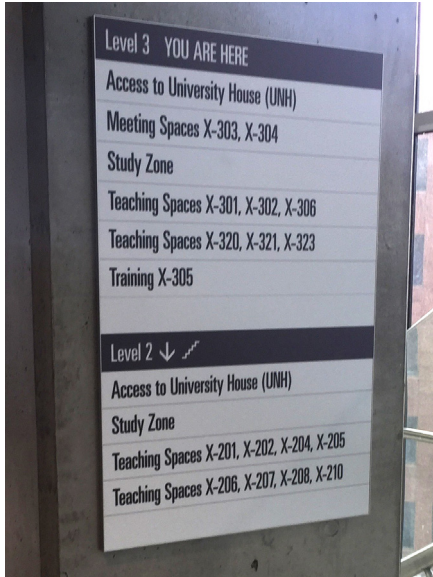 Level 3 YOU ARE HERE
Access to University House (UNH)
Meeting Spaces X-303, X-304
Study Zone
Teaching Spaces X-301, X-302, X-306
Teaching Spaces X-320, X-321, X-323
Training X-305
Level 2 ↓
Access to University House (UNH)
Study Zone
Teaching Spaces X-201, X-202, X-204, X-205
Teaching Spaces X-206, X-207, X-208, X-210